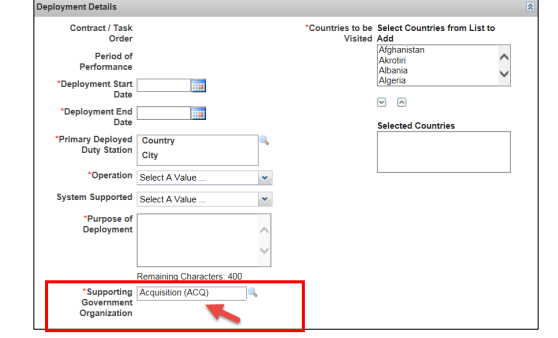 Deployment Details
Contract / Task
Order
Period of
Performance
*Deployment Start
Date
*Deployment End
Date
*Primary Deployed
Duty Station
Country
City
*Operation
Select A Value ...
System Supported
Select A Value ...
*Purpose of
Deployment
Remaining Characters: 400
*Supporting
Government
Organization
Acquisition (ACQ)
*Countries to be
Visited
Select Countries from List to
Add
Afghanistan
Akrotiri
Albania
Algeria
Selected Countries